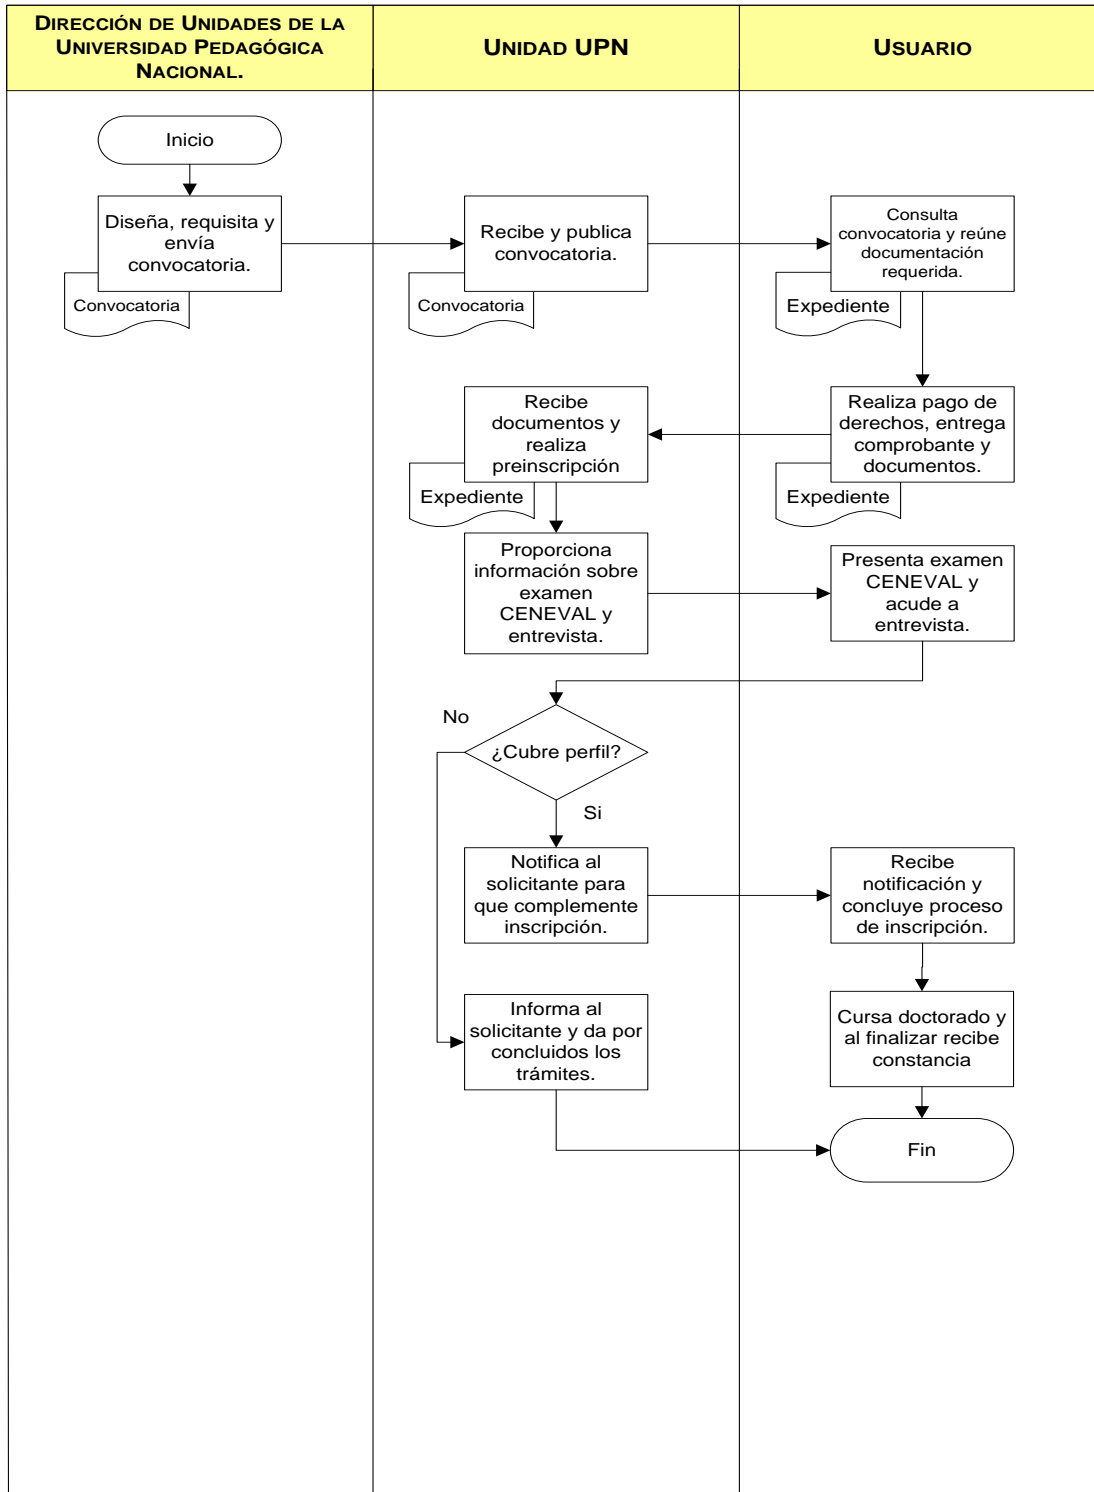 DIRECCIÓN DE UNIDADES DE LA
UNIVERSIDAD PEDAGÓGICA
NACIONAL.
UNIDAD UPN
USUARIO
Inicio
Diseña, requisita y
envía
convocatoria.
Convocatoria
Recibe y publica
convocatoria.
Convocatoria
Consulta
convocatoria y reúne
documentación
requerida.
Expediente
Realiza pago de
derechos, entrega
comprobante y
documentos.
Expediente
Recibe
documentos y
realiza
preinscripción
Expediente
Proporciona
información sobre
examen
CENEVAL y
entrevista.
Presenta examen
CENEVAL y
acude a
entrevista.
No
¿Cubre perfil?
Si
Notifica al
solicitante para
que complemente
inscripción.
Recibe
notificación y
concluye proceso
de inscripción.
Informa al
solicitante y da por
concluidos los
trámites.
Cursa doctorado y
al finalizar recibe
constancia
Fin